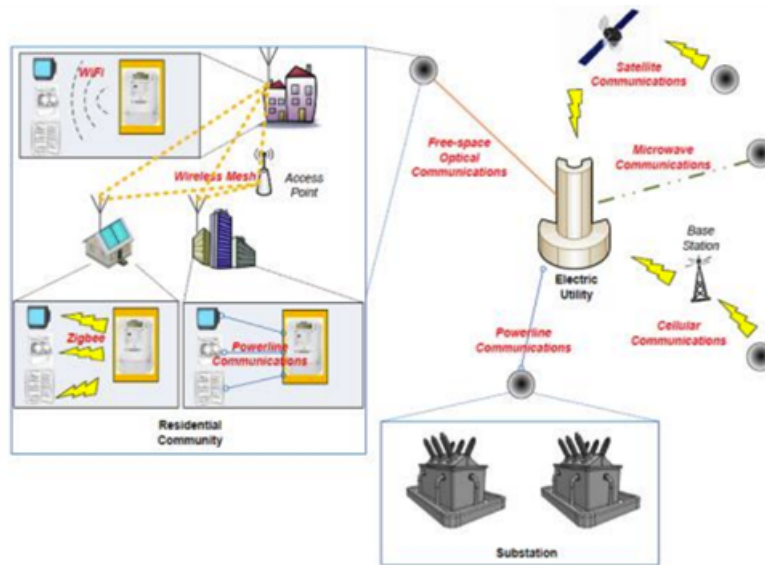 WiFi
Wireless Mesh
Access
Point
Zigbee
Powerline
Communications
Residential
Community
Free-space
Optical
Communications
Satellite
Communications
Microwave
Communications
Base
Station
Electric
Utility
Cellular
Communications
Powerline
Communications
Substation